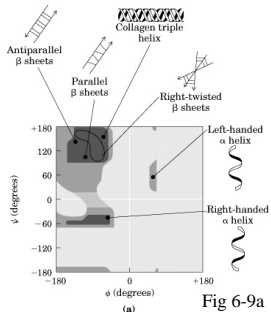 Antiparallel
β sheets
Parallel
β sheets
Collagen triple
helix
Right-twisted
β sheets
Left-handed
α helix
Right-handed
α helix
+180
+120
60
0
−60
−120
−180
ψ (degrees)
−180
0
+180
ϕ (degrees)
(a)
Fig 6-9a